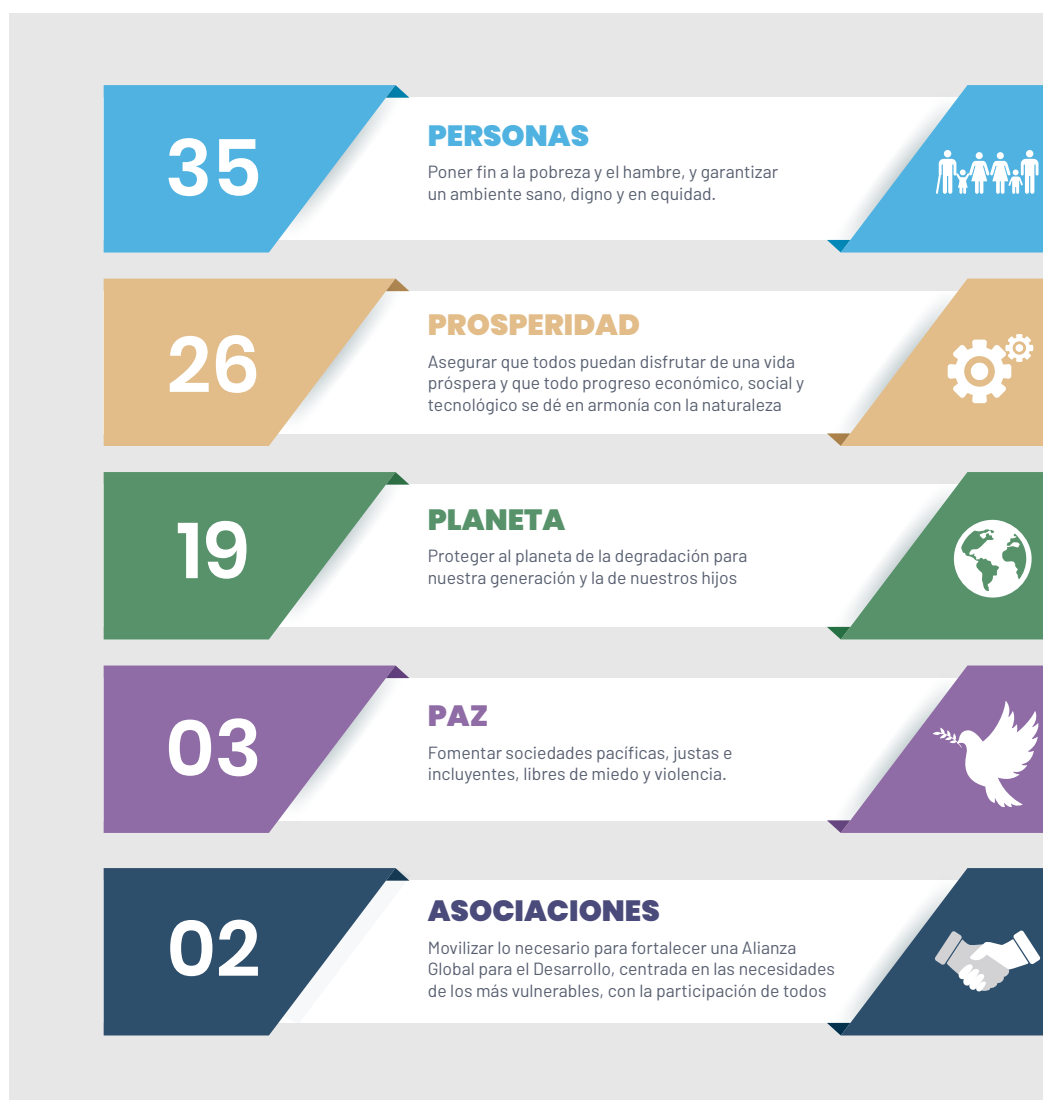 35
PERSONAS
Poner fin a la pobreza y el hambre, y garantizar
un ambiente sano, digno y en equidad.
26
PROSPERIDAD
Asegurar que todos puedan disfrutar de una vida
próspera y que todo progreso económico, social y
tecnológico se dé en armonía con la naturaleza
19
PLANETA
Proteger al planeta de la degradación para
nuestra generación y la de nuestros hijos
03
PAZ
Fomentar sociedades pacíficas, justas e
incluyentes, libres de miedo y violencia.
02
ASOCIACIONES
Movilizar lo necesario para fortalecer una Alianza
Global para el Desarrollo, centrada en las necesidades
de los más vulnerables, con la participación de todos